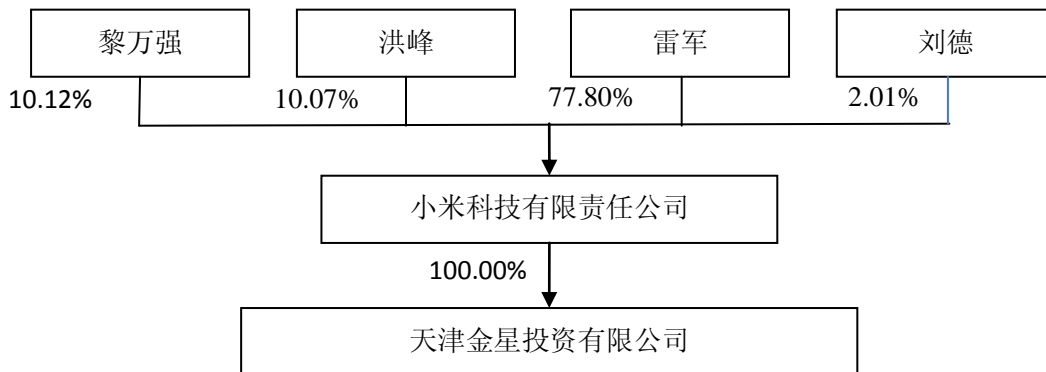 黎万强
洪峰
雷军
刘德
10.12%
10.07%
77.80%
2.01%
小米科技有限责任公司
100.00%
天津金星投资有限公司